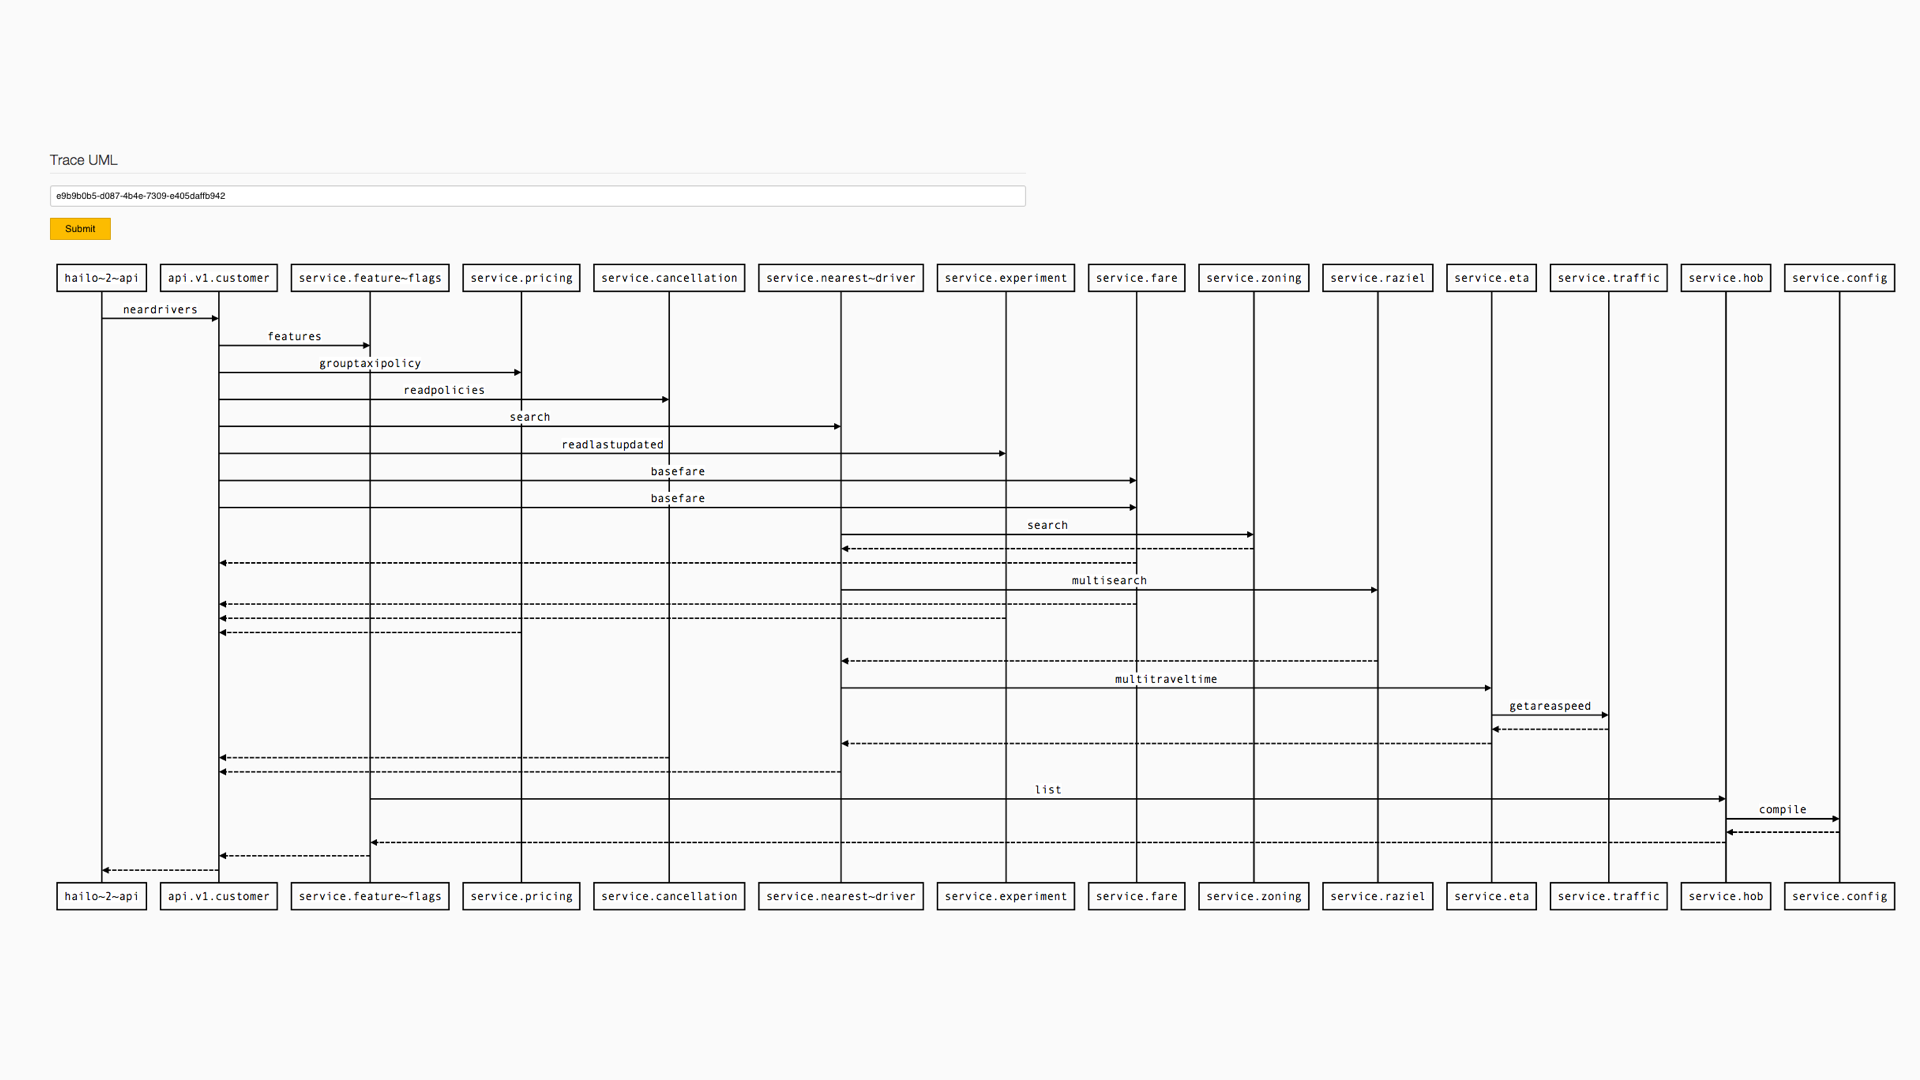 Trace UML
e9b9b0b5-d087-4b4e-7309-e405daffb942
Submit
hailo~2~api api.v1.customer service.feature~flags service.pricing service.cancellation service.nearest~driver service.experiment service.fare service.zoning service.raziel service.eta service.traffic service.hob service.config
neardrivers
features
grouptaxipolicy
readpolicies
search
readlastupdated
basefare
basefare
search
multisearch
multitraveltime
getareaspeed
list
compile
hailo~2~api api.v1.customer service.feature~flags service.pricing service.cancellation service.nearest~driver service.experiment service.fare service.zoning service.raziel service.eta service.traffic service.hob service.config